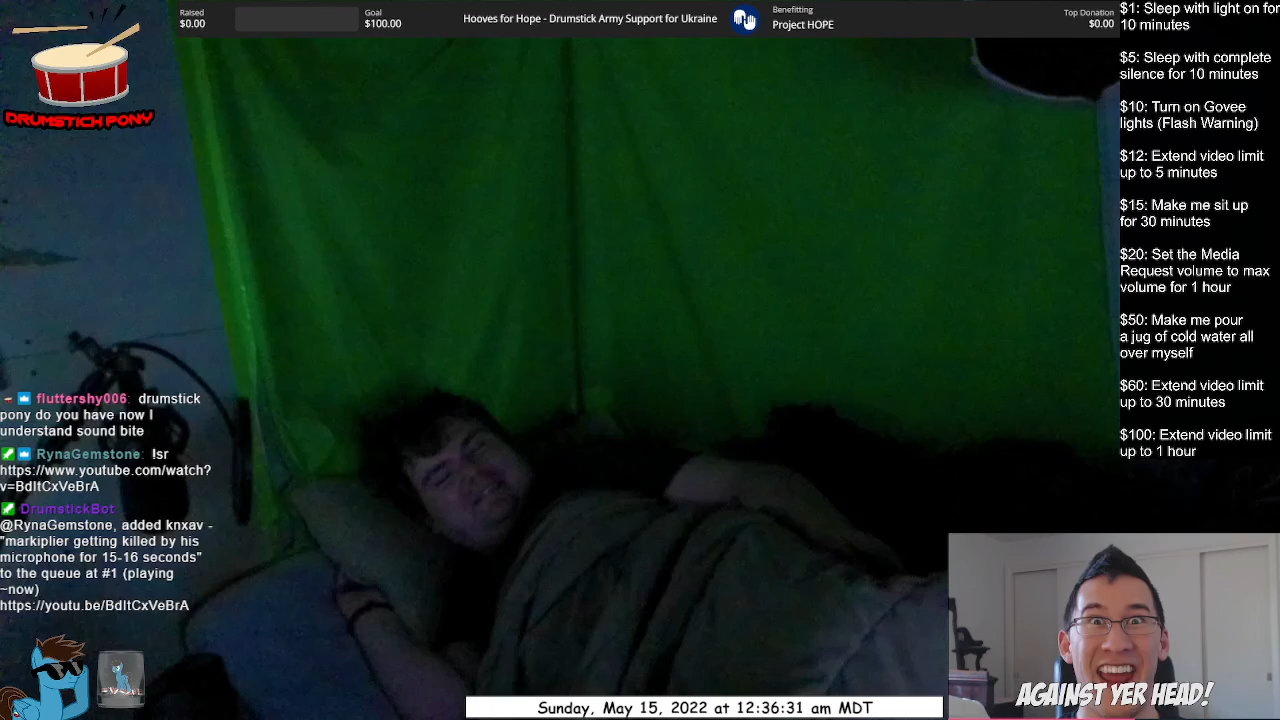 Raised
$0.00
Goal
$100.00
Hooves for Hope - Drumstick Army Support for Ukraine
Benefitting
Project HOPE
Top Donation
$0.00
DRUMSTICK PONY
$1: Sleep with light on for
10 minutes
$5: Sleep with complete
silence for 10 minutes
$10: Turn on Govee
lights (Flash Warning)
$12: Extend video limit
up to 5 minutes
$15: Make me sit up
for 30 minutes
$20: Set the Media
Request volume to max
volume for 1 hour
$50: Make me pour
a jug of cold water all
over myself
$60: Extend video limit
up to 30 minutes
$100: Extend video limit
up to 1 hour
fluttershy006: drumstick
pony do you have now I
understand sound bite
RynaGemstone: !sr
https://www.youtube.com/watch?
v=BdItCxVeBrA
DrumstickBot:
@RynaGemstone, added knxav -
"markiplier getting killed by his
microphone for 15-16 seconds"
to the queue at #1 (playing
~now)
https://youtu.be/BdItCxVeBrA
AGAINST YER HEAD!
Sunday, May 15, 2022 at 12:36:31 am MDT